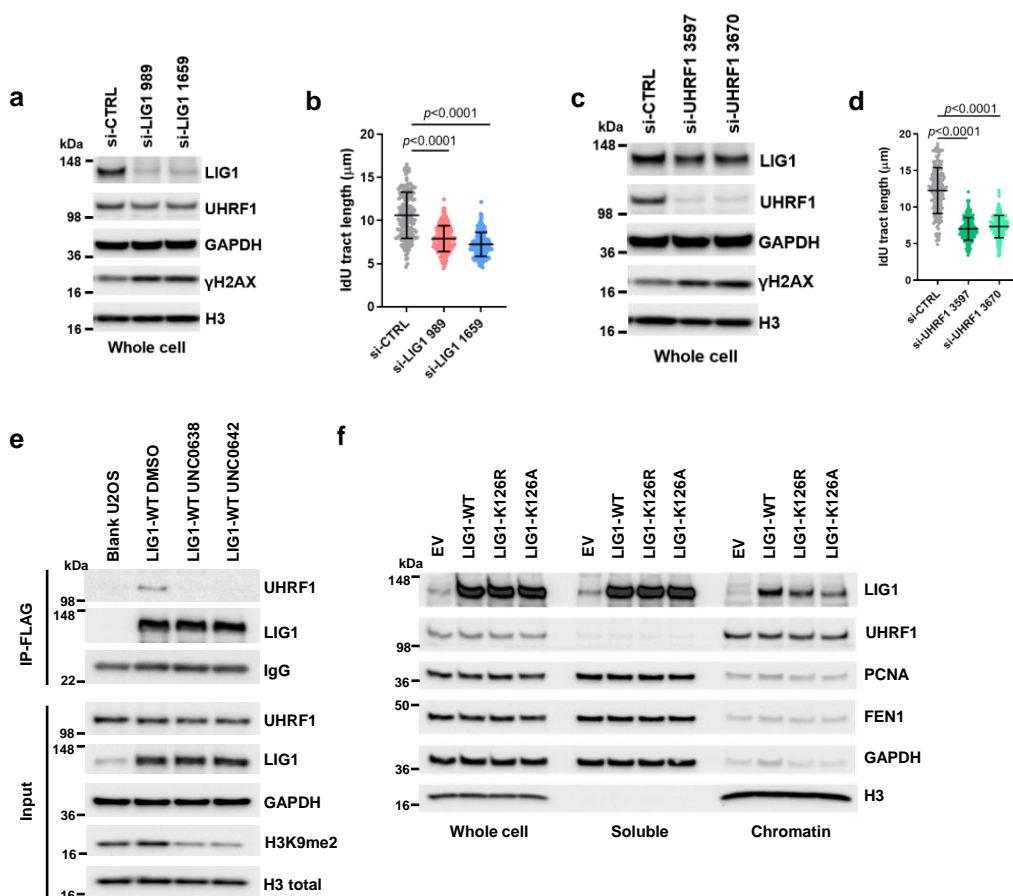 a
si-CTRL
si-LIG1 989
si-LIG1 1659
kDa
148
LIG1
UHRF1
98
GAPDH
36
γH2AX
16
H3
16
Whole cell
b
p<0.0001
p<0.0001
IdU tract length (μm)
20
15
10
5
0
si-CTRL
si-LIG1 989
si-LIG1 1659
c
si-CTRL
si-UHRF1 3597
si-UHRF1 3670
kDa
148
LIG1
UHRF1
98
GAPDH
36
γH2AX
16
H3
16
Whole cell
d
p<0.0001
p<0.0001
IdU tract length (μm)
20
15
10
5
0
si-CTRL
si-UHRF1 3597
si-UHRF1 3670
e
Blank U2OS
LIG1-WT DMSO
LIG1-WT UNC0638
LIG1-WT UNC0642
kDa
IP-FLAG
UHRF1
98
148
LIG1
IgG
22
Input
UHRF1
98
148
LIG1
GAPDH
36
H3K9me2
16
H3 total
16
f
EV
LIG1-WT
LIG1-K126R
LIG1-K126A
EV
LIG1-WT
LIG1-K126R
LIG1-K126A
EV
LIG1-WT
LIG1-K126R
LIG1-K126A
kDa
148
LIG1
UHRF1
98
PCNA
36
50
FEN1
GAPDH
36
H3
16
Whole cell
Soluble
Chromatin